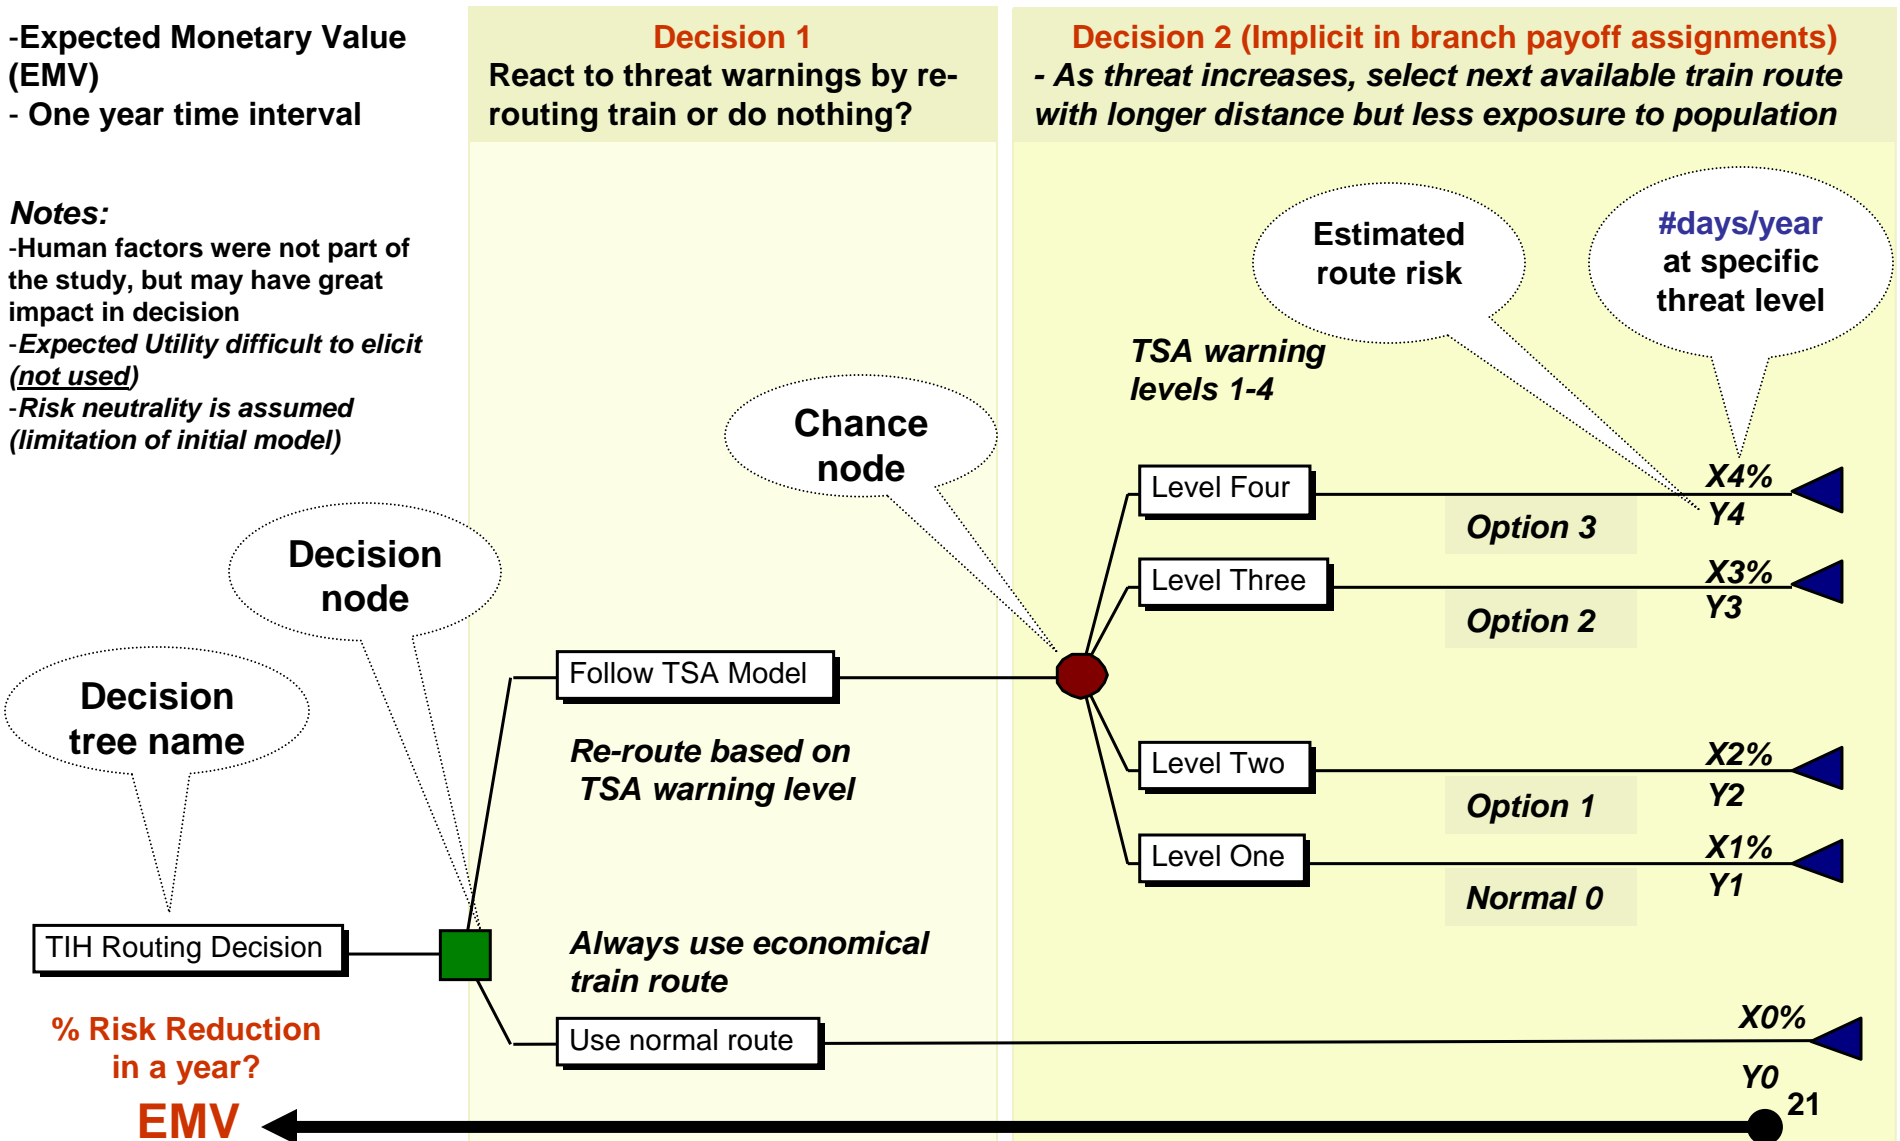 -Expected Monetary Value
(EMV)
- One year time interval
Notes:
-Human factors were not part of
the study, but may have great
impact in decision
-Expected Utility difficult to elicit
(not used)
-Risk neutrality is assumed
(limitation of initial model)
Decision 1
React to threat warnings by re-
routing train or do nothing?
Decision 2 (Implicit in branch payoff assignments)
- As threat increases, select next available train route
with longer distance but less exposure to population
Estimated
route risk
#days/year
at specific
threat level
TSA warning
levels 1-4
Chance
node
Decision
node
Decision
tree name
Level Four
Option 3
X4%
Y4
Level Three
Option 2
X3%
Y3
Follow TSA Model
Re-route based on
TSA warning level
Level Two
Option 1
X2%
Y2
Level One
Normal 0
X1%
Y1
TIH Routing Decision
Always use economical
train route
Use normal route
X0%
Y0
% Risk Reduction
in a year?
EMV
21